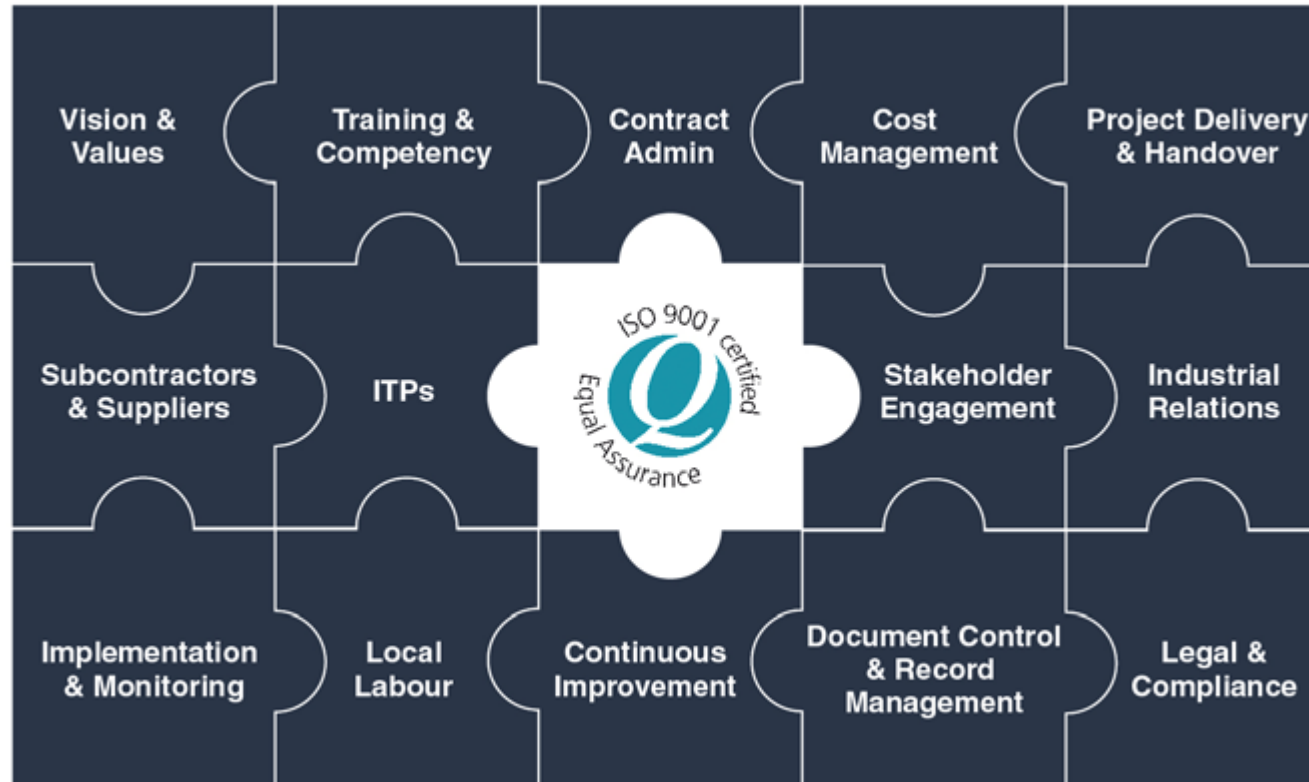 Vision &
Values
Training &
Competency
Contract
Admin
Cost
Management
Project Delivery
& Handover
Subcontractors
& Suppliers
ITPs
ISO 9001 certified
Q
Equal Assurance
Stakeholder
Engagement
Industrial
Relations
Implementation
& Monitoring
Local
Labour
Continuous
Improvement
Document Control
& Record
Management
Legal &
Compliance